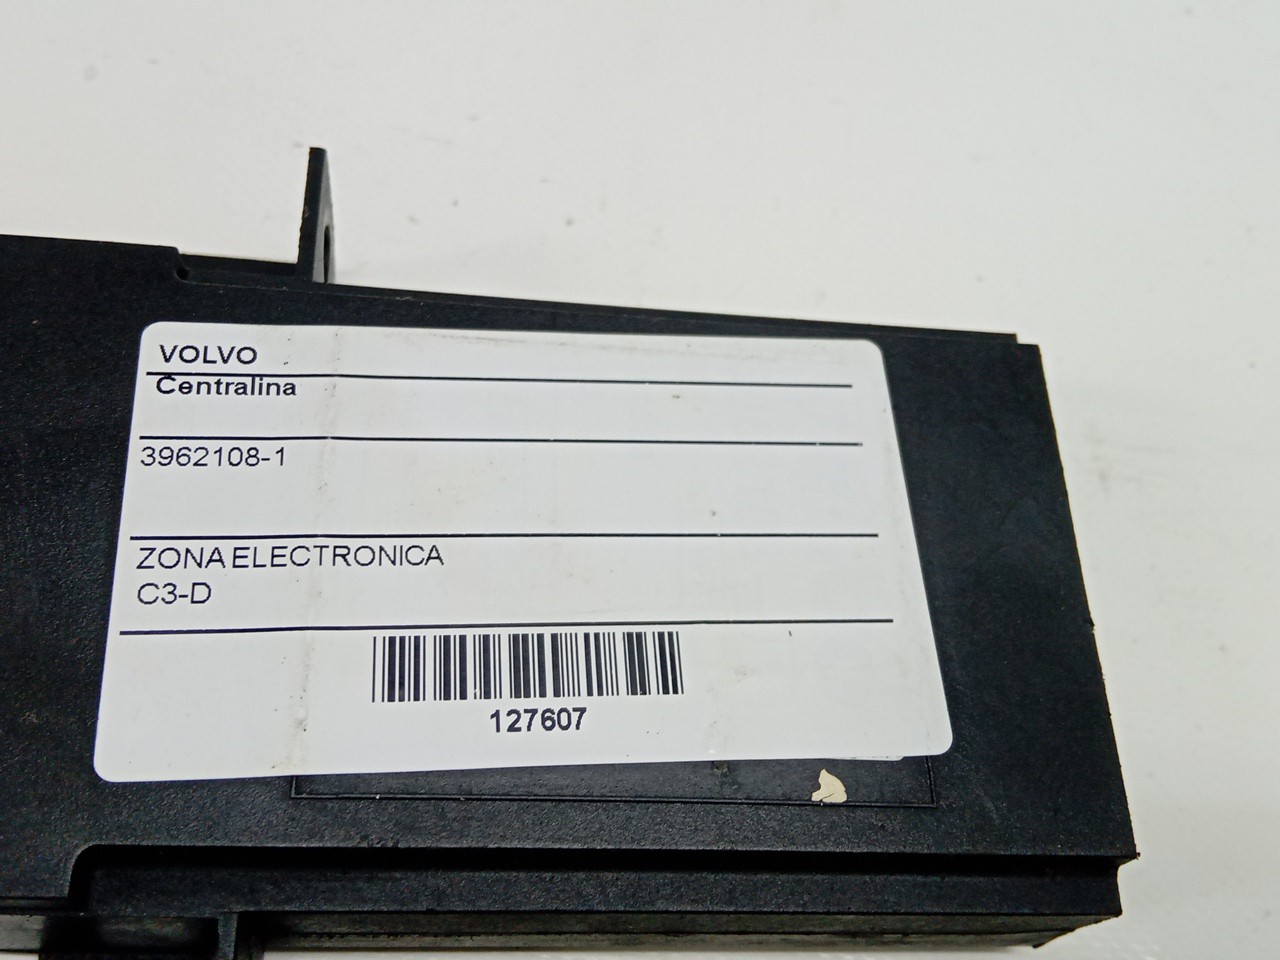 VOLVO
Centralina
3962108-1
ZONA ELECTRONICA
C3-D
127607